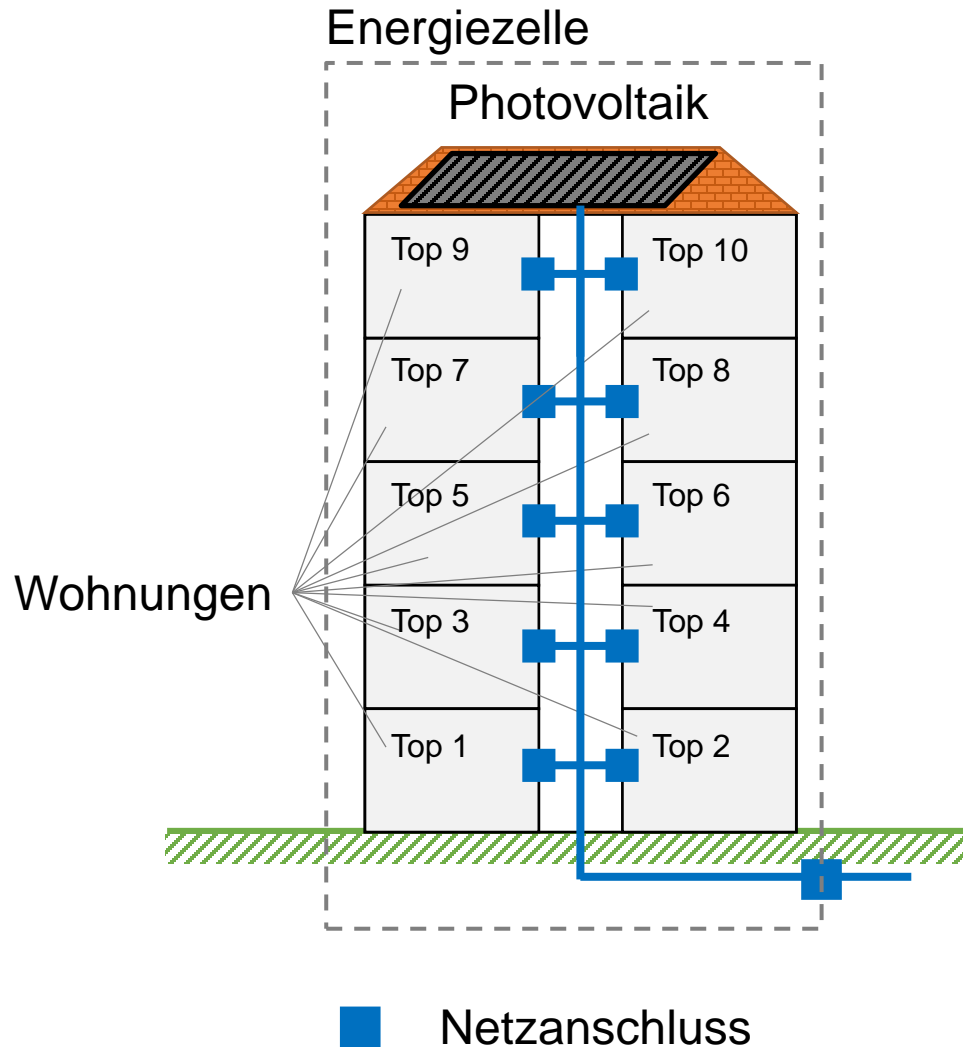 Energiezelle
Photovoltaik
Top 9
Top 10
Top 7
Top 8
Top 5
Top 6
Wohnungen
Top 3
Top 4
Top 1
Top 2
Netzanschluss